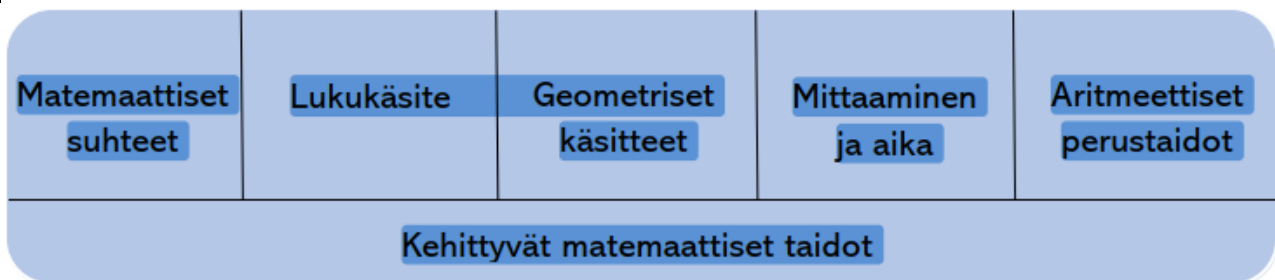 Matemaattiset
suhteet
Lukukäsite
Geometriset
käsitteet
Mittaaminen
ja aika
Aritmeettiset
perustaidot
Kehittyvät matemaattiset taidot